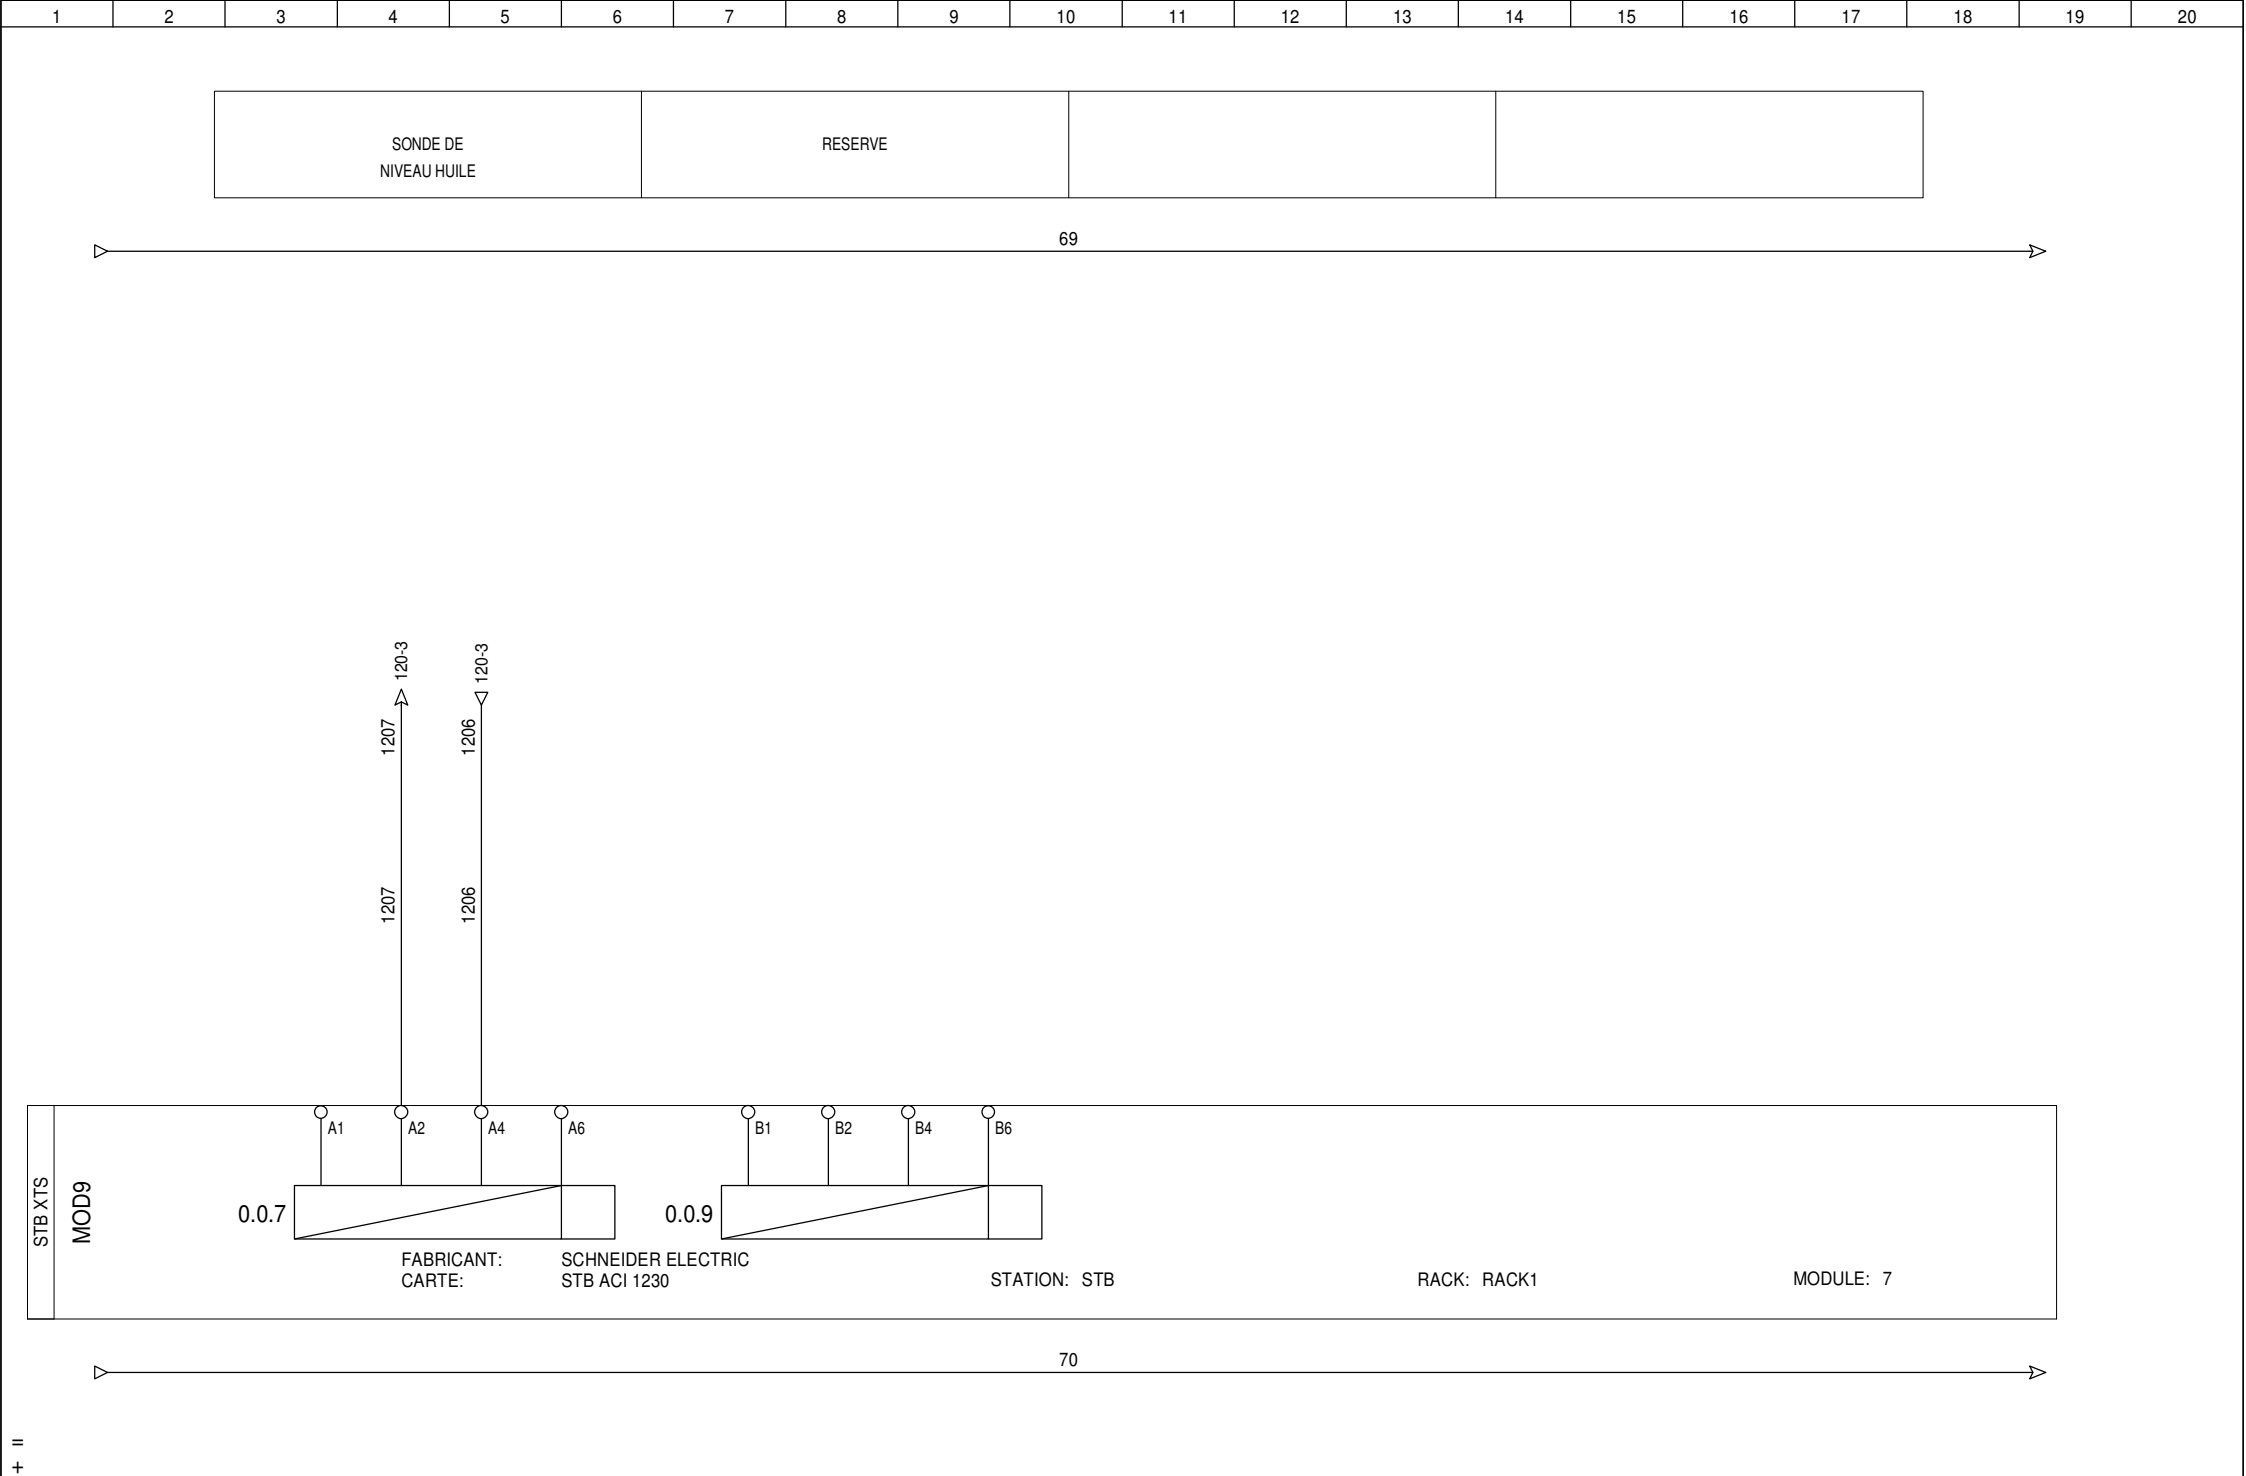 1 2 3 4 5 6 7 8 9 10 11 12 13 14 15 16 17 18 19 20
SONDE DE
NIVEAU HUILE
RESERVE
69
120-3 120-3
1207 1206
1207 1206
A1 A2 A4 A6 B1 B2 B4 B6
STB XTS
MOD9
0.0.7 0.0.9
FABRICANT: SCHNEIDER ELECTRIC
CARTE: STB ACI 1230
STATION: STB
RACK: RACK1
MODULE: 7
70
=
+